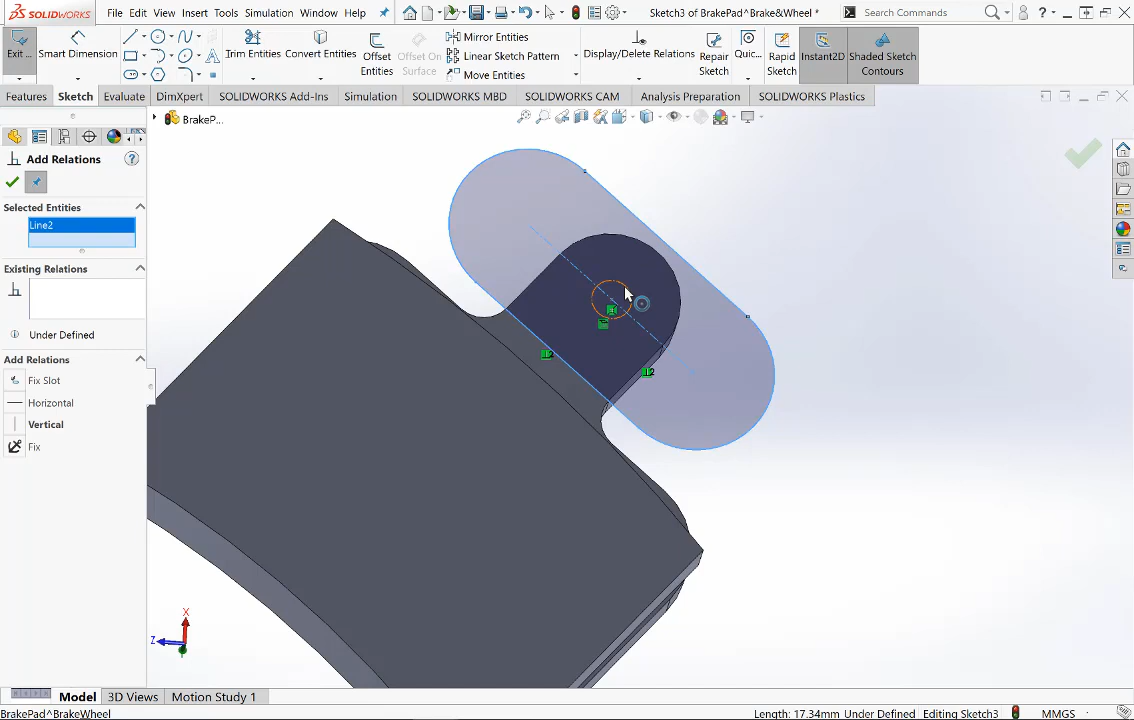 SOLIDWORKS File Edit View Insert Tools Simulation Window Help Sketch3 of BrakePad^Brake&Wheel * Search Commands
Exit ... Smart Dimension Trim Entities Convert Entities Offset Entities Offset On Surface Mirror Entities Display/Delete Relations Repair Sketch Quic... Rapid Sketch Instant2D Shaded Sketch Contours
Linear Sketch Pattern
Move Entities
Features Sketch Evaluate DimXpert SOLIDWORKS Add-Ins Simulation SOLIDWORKS MBD SOLIDWORKS CAM Analysis Preparation SOLIDWORKS Plastics
BrakeP...
Add Relations
Selected Entities
Line2
Existing Relations
Under Defined
Add Relations
Fix Slot
Horizontal
Vertical
Fix
2
2
X
Z
Y
Model 3D Views Motion Study 1
BrakePad^BrakeWheel Length: 17.34mm Under Defined Editing Sketch3 MMGS